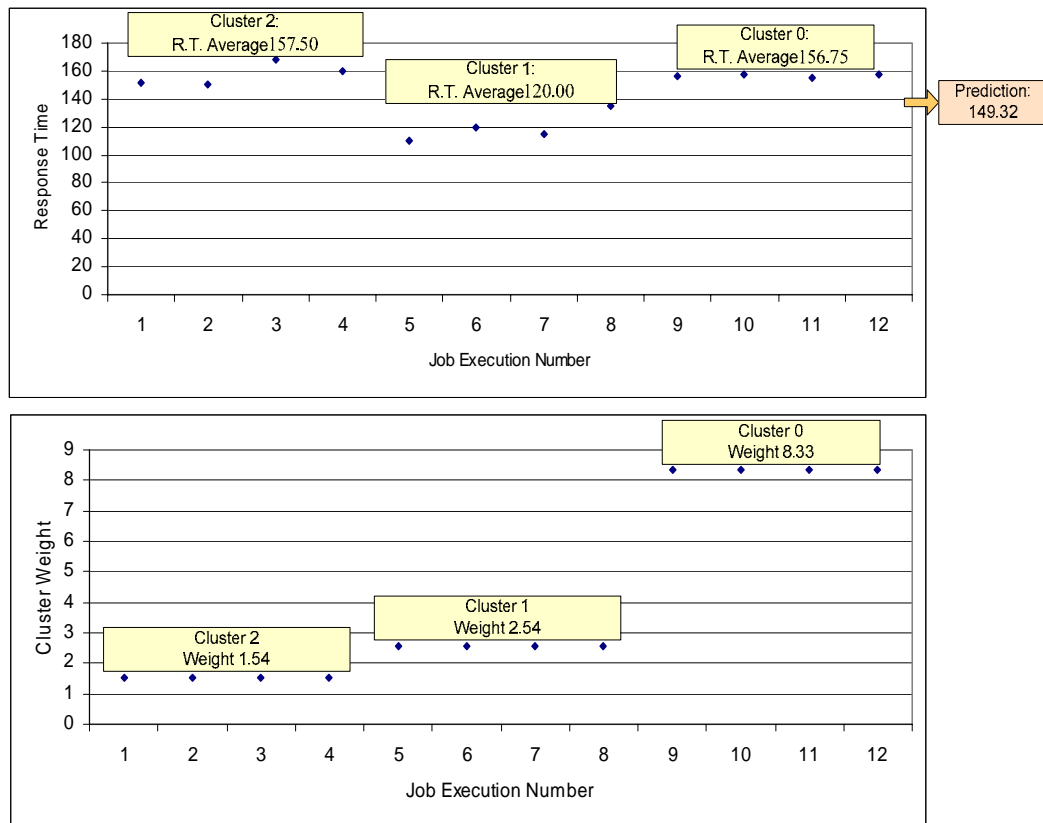 Cluster 2:
R.T. Average157.50
Cluster 1:
R.T. Average120.00
Cluster 0:
R.T. Average156.75
Prediction:
149.32
Response Time
180
160
140
120
100
80
60
40
20
0
1 2 3 4 5 6 7 8 9 10 11 12
Job Execution Number
Cluster 0
Weight 8.33
Cluster 1
Weight 2.54
Cluster 2
Weight 1.54
Cluster Weight
9
8
7
6
5
4
3
2
1
0
1 2 3 4 5 6 7 8 9 10 11 12
Job Execution Number